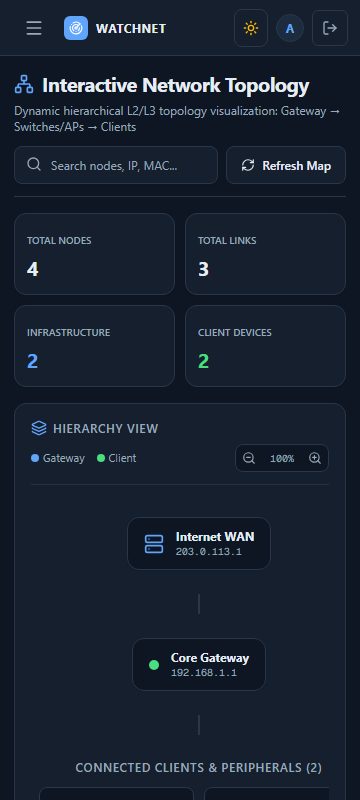 WATCHNET
A
Interactive Network Topology
Dynamic hierarchical L2/L3 topology visualization: Gateway →
Switches/APs → Clients
Search nodes, IP, MAC...
Refresh Map
TOTAL NODES
4
TOTAL LINKS
3
INFRASTRUCTURE
2
CLIENT DEVICES
2
HIERARCHY VIEW
Gateway
Client
100%
Internet WAN
203.0.113.1
Core Gateway
192.168.1.1
CONNECTED CLIENTS & PERIPHERALS (2)